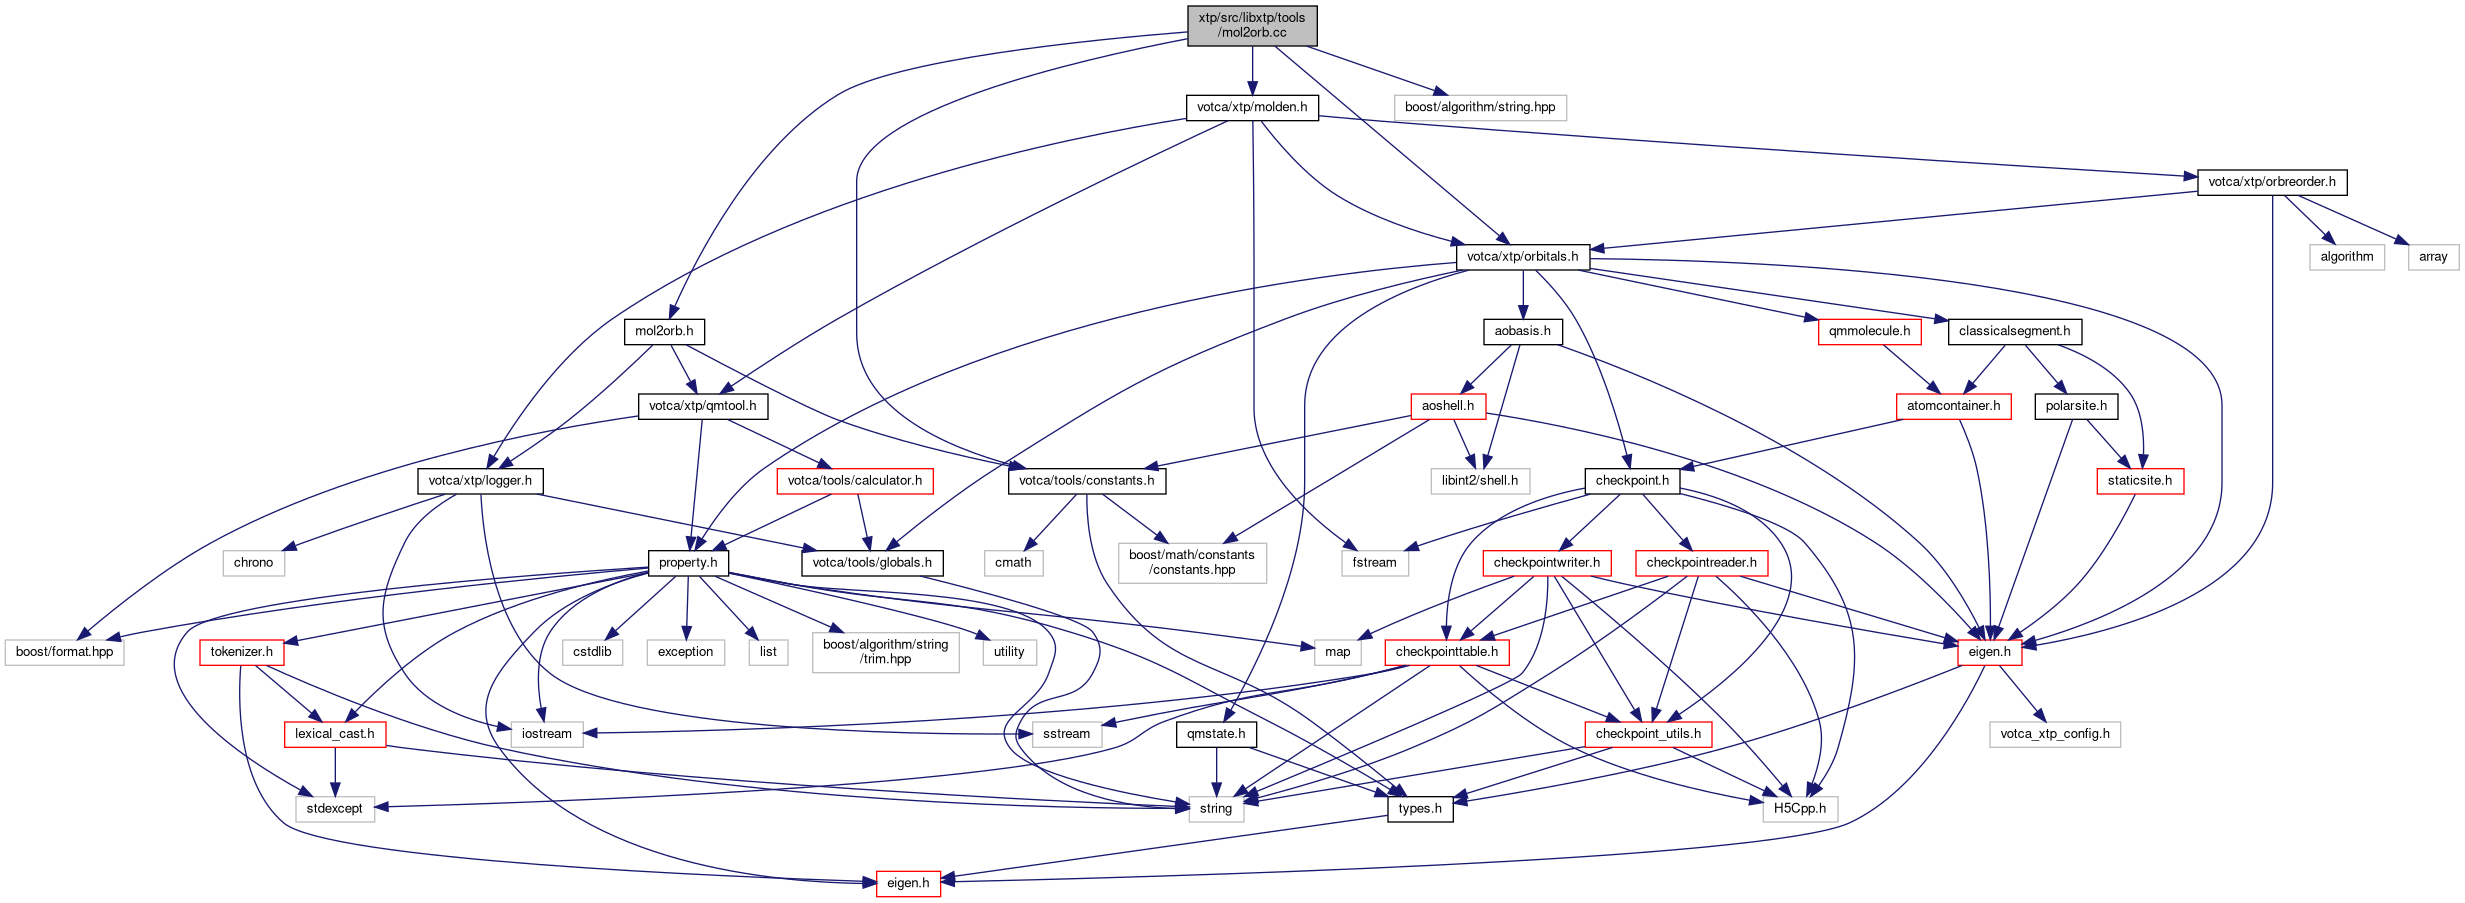 xtp/src/libxtp/tools
/mol2orb.cc
votca/xtp/molden.h
boost/algorithm/string.hpp
votca/xtp/orbreorder.h
votca/xtp/orbitals.h
algorithm
array
mol2orb.h
aobasis.h
qmmolecule.h
classicalsegment.h
votca/xtp/qmtool.h
aoshell.h
atomcontainer.h
polarsite.h
votca/xtp/logger.h
votca/tools/calculator.h
votca/tools/constants.h
libint2/shell.h
checkpoint.h
staticsite.h
chrono
property.h
votca/tools/globals.h
cmath
boost/math/constants
/constants.hpp
fstream
checkpointwriter.h
checkpointreader.h
boost/format.hpp
tokenizer.h
cstdlib
exception
list
boost/algorithm/string
/trim.hpp
utility
map
checkpointtable.h
eigen.h
lexical_cast.h
iostream
sstream
qmstate.h
checkpoint_utils.h
votca_xtp_config.h
stdexcept
string
types.h
H5Cpp.h
eigen.h